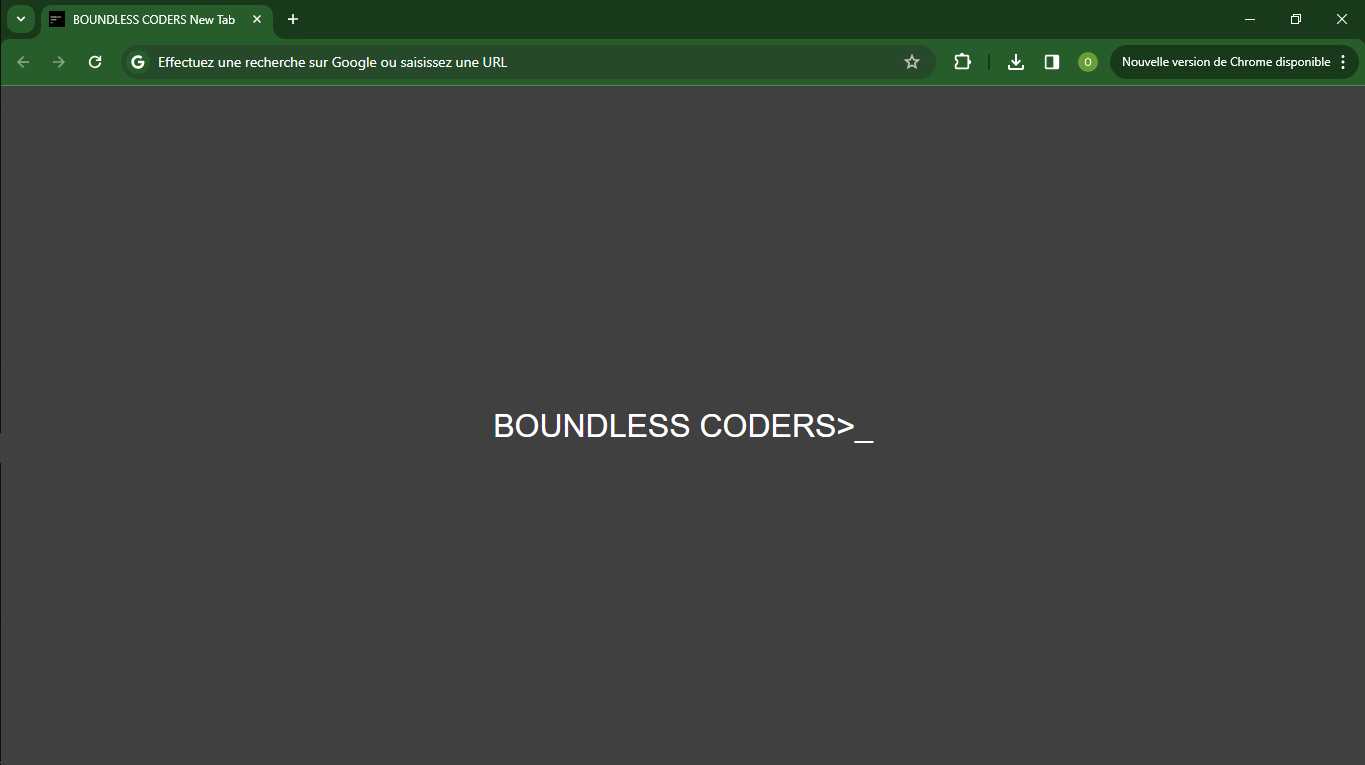 BOUNDLESS CODERS New Tab
Effectuez une recherche sur Google ou saisissez une URL
O
Nouvelle version de Chrome disponible
BOUNDLESS CODERS>_